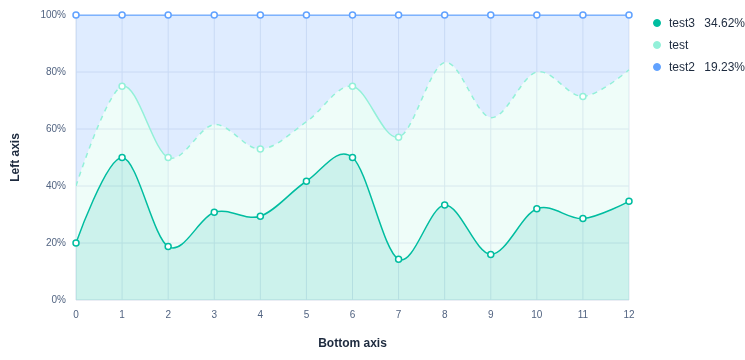 100%
80%
60%
40%
20%
0%
Left axis
0 1 2 3 4 5 6 7 8 9 10 11 12
Bottom axis
test3 34.62%
test
test2 19.23%